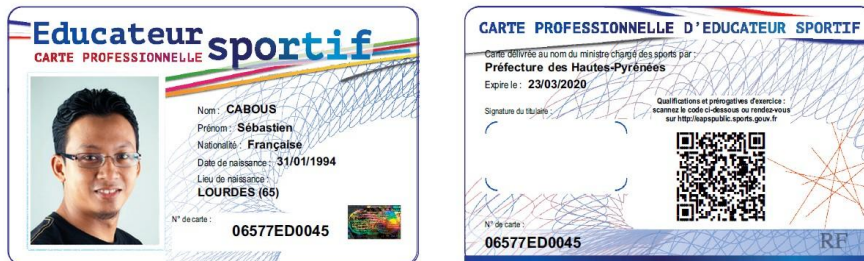 Educateur sportif
CARTE PROFESSIONNELLE
Nom : CABOUS
Prénom : Sébastien
Nationalité : Française
Date de naissance : 31/01/1994
Lieu de naissance :
LOURDES (65)
N° de carte :
06577ED0045
CARTE PROFESSIONNELLE D'EDUCATEUR SPORTIF
Carte délivrée au nom du ministre chargé des sports par :
Préfecture des Hautes-Pyrénées
Expire le : 23/03/2020
Signature du titulaire :
Qualifications et prérogatives d'exercice :
scannez le code ci-dessous ou rendez-vous
sur http://eapspublic.sports.gouv.fr
N° de carte :
06577ED0045
RF